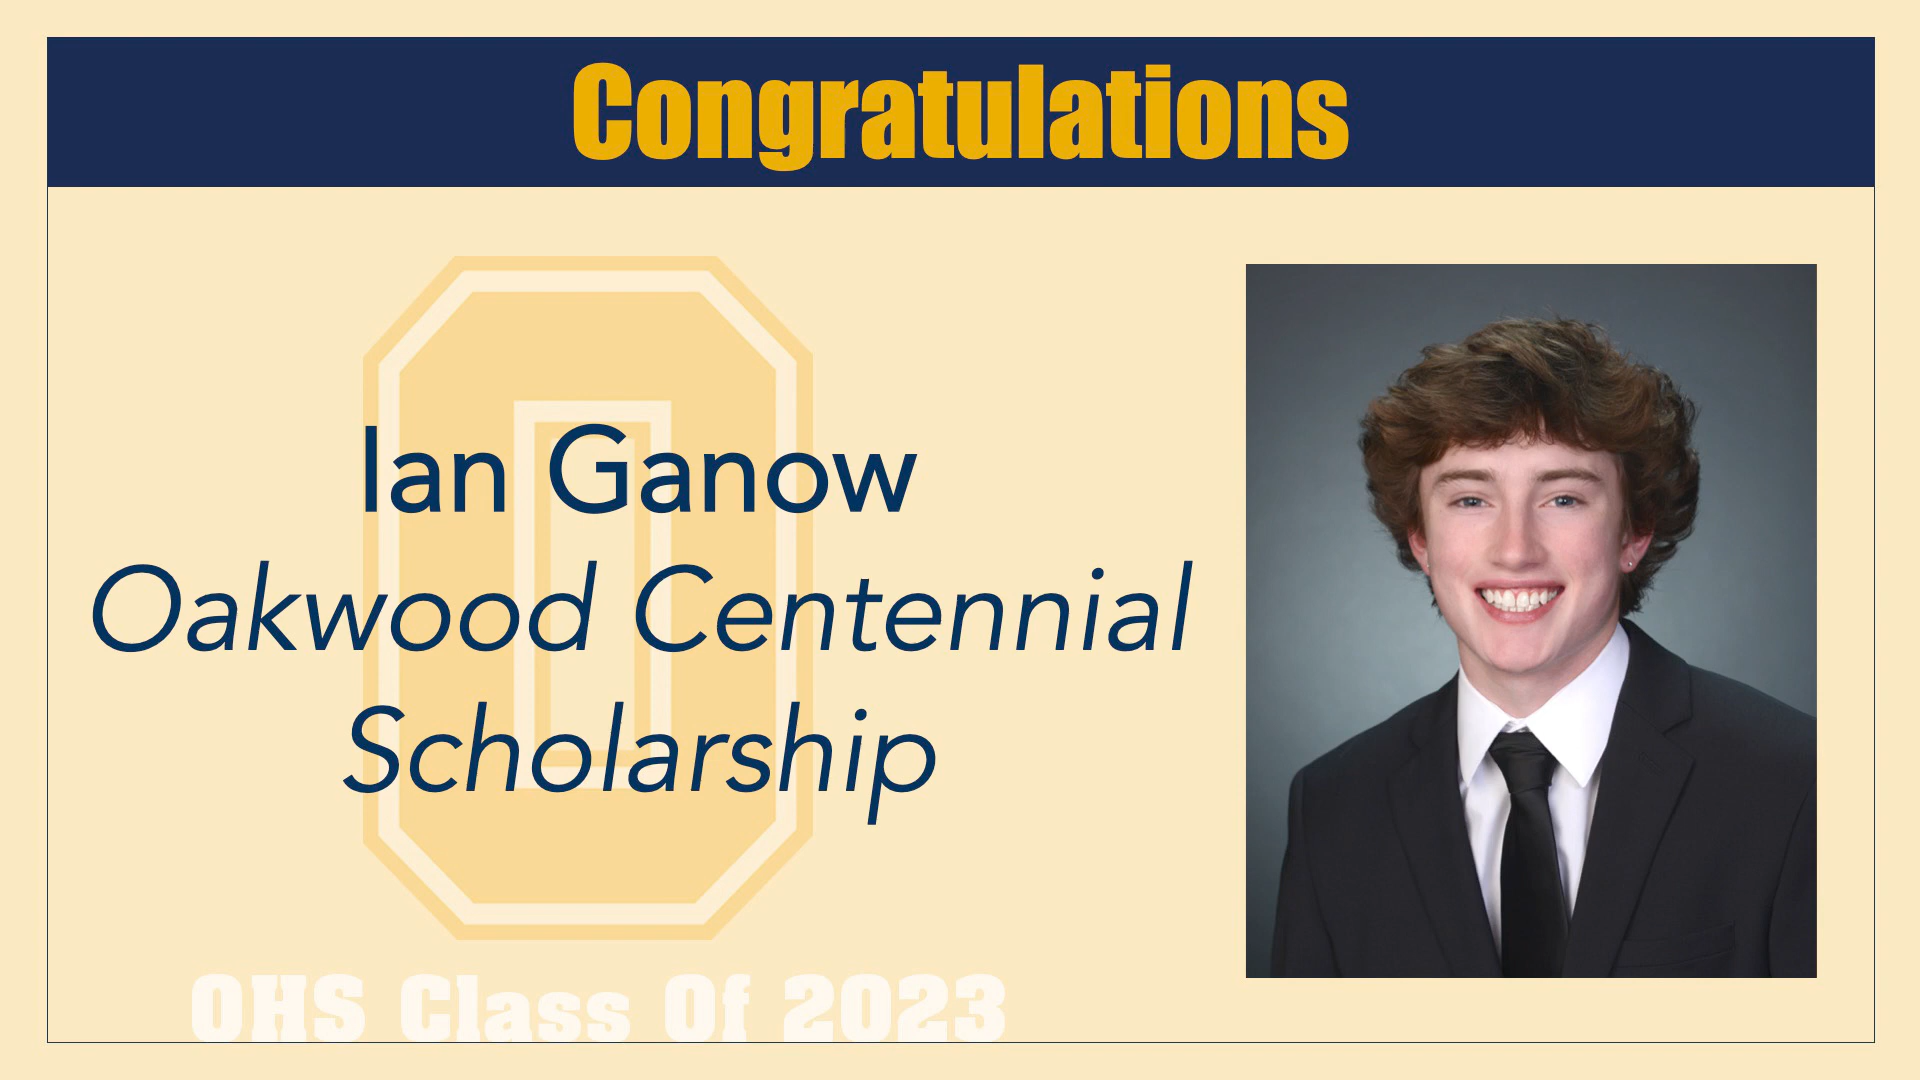 Congratulations
Ian Ganow
Oakwood Centennial
Scholarship
OHS Class Of 2023